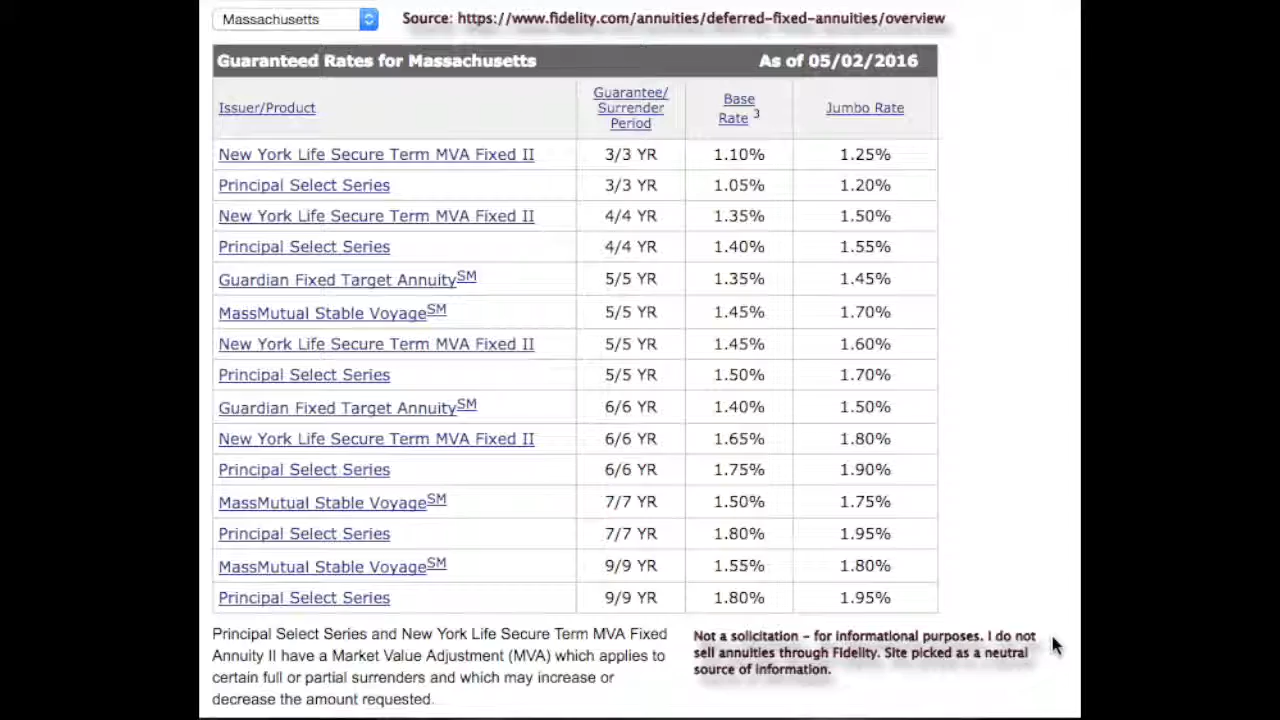 Massachusetts Source: https://www.fidelity.com/annuities/deferred-fixed-annuities/overview
Guaranteed Rates for Massachusetts As of 05/02/2016
Issuer/Product Guarantee/ Surrender Period Base Rate 3 Jumbo Rate
New York Life Secure Term MVA Fixed II 3/3 YR 1.10% 1.25%
Principal Select Series 3/3 YR 1.05% 1.20%
New York Life Secure Term MVA Fixed II 4/4 YR 1.35% 1.50%
Principal Select Series 4/4 YR 1.40% 1.55%
Guardian Fixed Target AnnuitySM 5/5 YR 1.35% 1.45%
MassMutual Stable VoyageSM 5/5 YR 1.45% 1.70%
New York Life Secure Term MVA Fixed II 5/5 YR 1.45% 1.60%
Principal Select Series 5/5 YR 1.50% 1.70%
Guardian Fixed Target AnnuitySM 6/6 YR 1.40% 1.50%
New York Life Secure Term MVA Fixed II 6/6 YR 1.65% 1.80%
Principal Select Series 6/6 YR 1.75% 1.90%
MassMutual Stable VoyageSM 7/7 YR 1.50% 1.75%
Principal Select Series 7/7 YR 1.80% 1.95%
MassMutual Stable VoyageSM 9/9 YR 1.55% 1.80%
Principal Select Series 9/9 YR 1.80% 1.95%
Principal Select Series and New York Life Secure Term MVA Fixed
Annuity II have a Market Value Adjustment (MVA) which applies to
certain full or partial surrenders and which may increase or
decrease the amount requested.
Not a solicitation – for informational purposes. I do not
sell annuities through Fidelity. Site picked as a neutral
source of information.